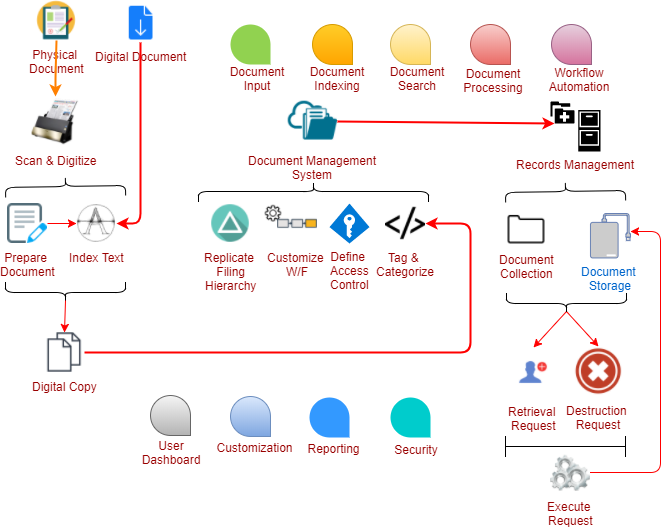 Physical
Document
Digital Document
Document
Input
Document
Indexing
Document
Search
Document
Processing
Workflow
Automation
Scan & Digitize
Document Management
System
Records Management
Prepare
Document
Index Text
Replicate
Filing
Hierarchy
Customize
W/F
Define
Access
Control
Tag &
Categorize
Document
Collection
Document
Storage
Digital Copy
Retrieval
Request
Destruction
Request
User
Dashboard
Customization
Reporting
Security
Execute
Request